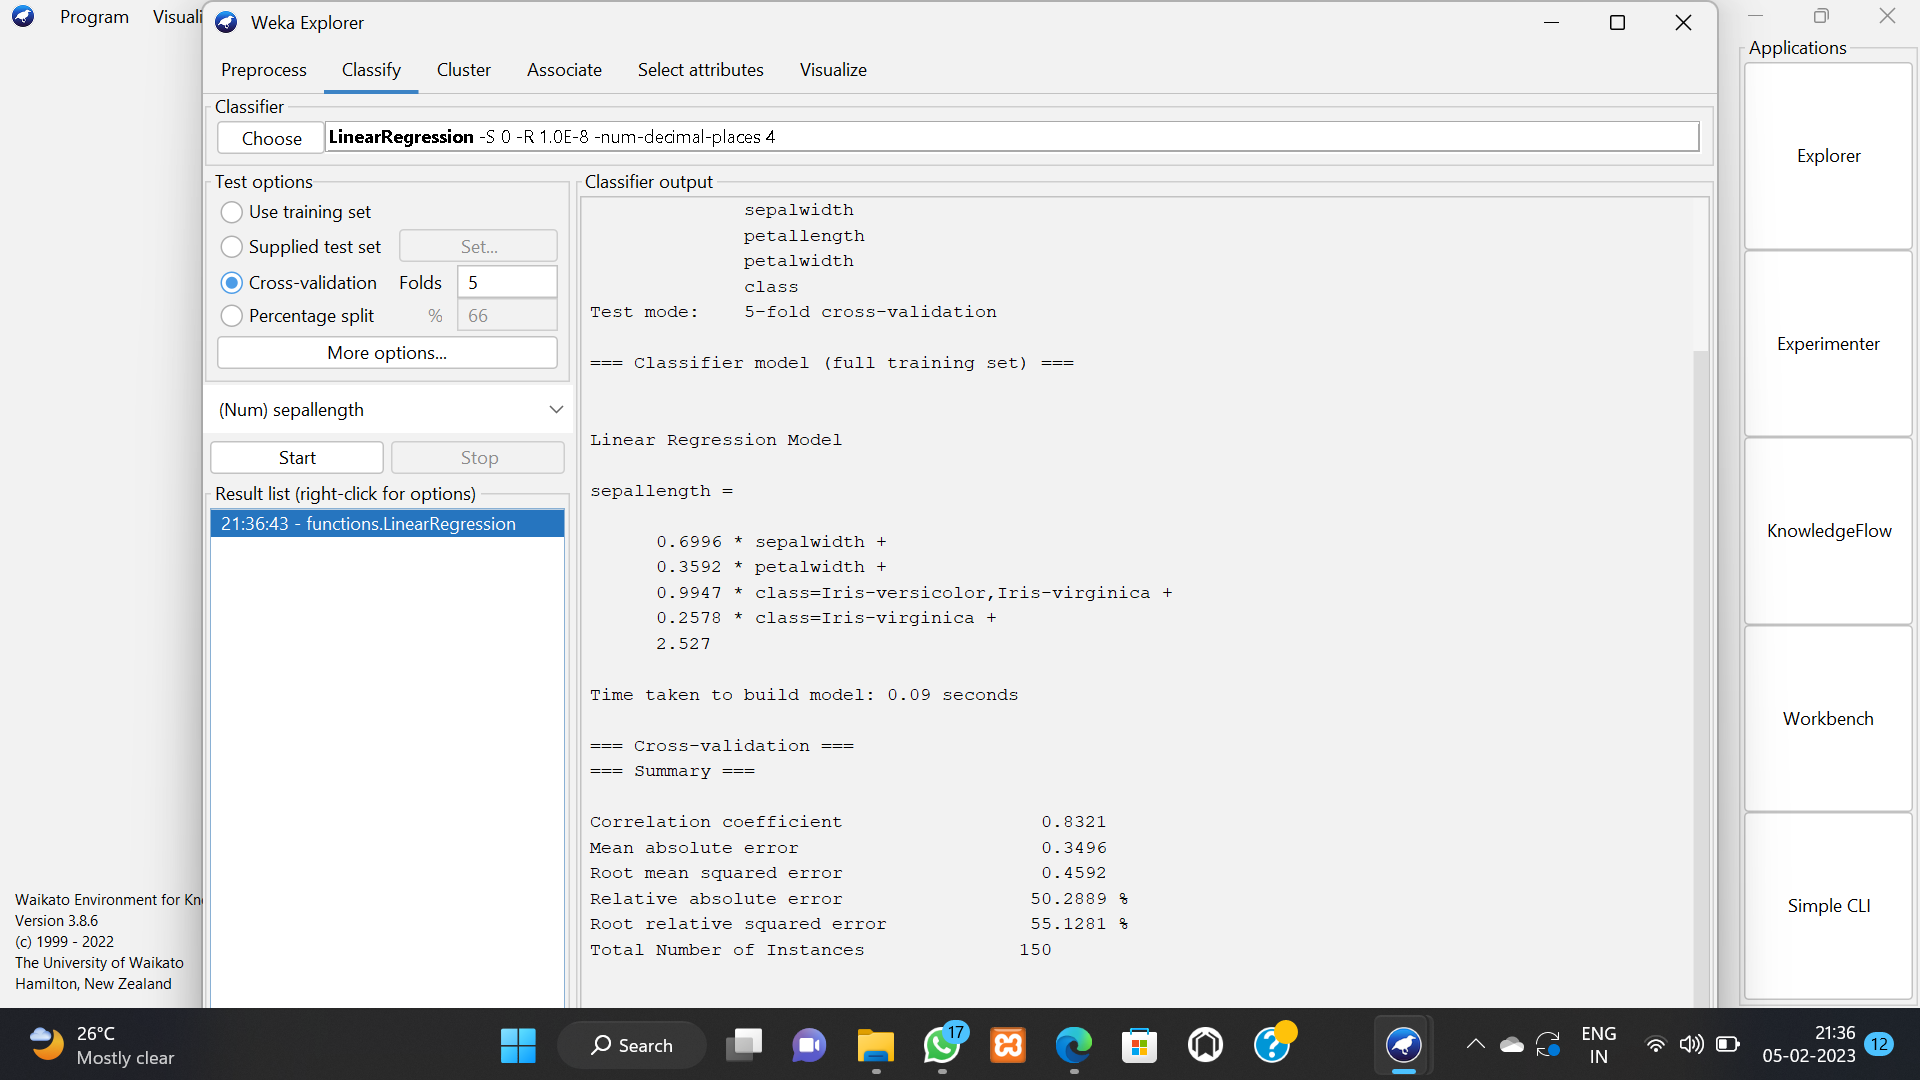 Program Visuali
Weka Explorer
Preprocess Classify Cluster Associate Select attributes Visualize
Classifier
Choose LinearRegression -S 0 -R 1.0E-8 -num-decimal-places 4
Test options
Use training set
Supplied test set Set...
Cross-validation Folds 5
Percentage split % 66
More options...
(Num) sepallength
Start Stop
Result list (right-click for options)
21:36:43 - functions.LinearRegression
Classifier output
sepalwidth
petallength
petalwidth
class
Test mode: 5-fold cross-validation
=== Classifier model (full training set) ===
Linear Regression Model
sepallength =
0.6996 * sepalwidth +
0.3592 * petalwidth +
0.9947 * class=Iris-versicolor,Iris-virginica +
0.2578 * class=Iris-virginica +
2.527
Time taken to build model: 0.09 seconds
=== Cross-validation ===
=== Summary ===
Correlation coefficient 0.8321
Mean absolute error 0.3496
Root mean squared error 0.4592
Relative absolute error 50.2889 %
Root relative squared error 55.1281 %
Total Number of Instances 150
Applications
Explorer
Experimenter
KnowledgeFlow
Workbench
Simple CLI
Waikato Environment for Kn
Version 3.8.6
(c) 1999 - 2022
The University of Waikato
Hamilton, New Zealand
26°C
Mostly clear
Search
17
ENG
IN
21:36
05-02-2023
12